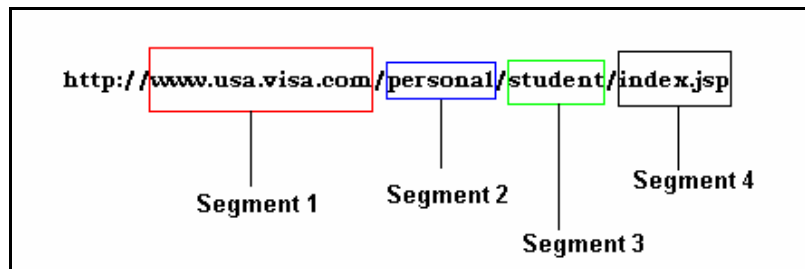 http://www.usa.visa.com/personal/student/index.jsp
Segment 1
Segment 2
Segment 3
Segment 4